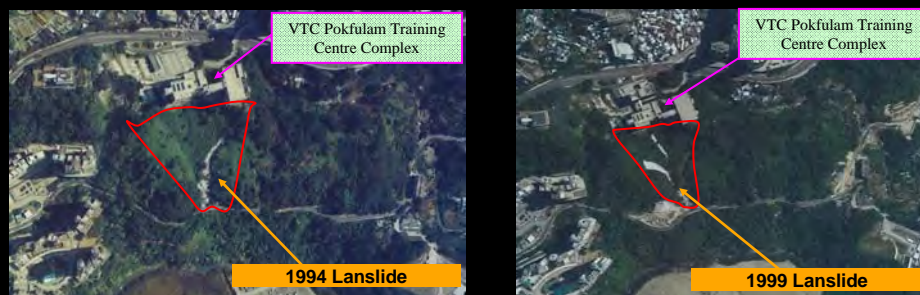 VTC Pokfulam Training
Centre Complex
1994 Lanslide
VTC Pokfulam Training
Centre Complex
1999 Lanslide